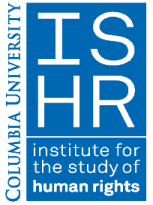 COLUMBIA UNIVERSITY
IS
HR
institute for
the study of
human rights